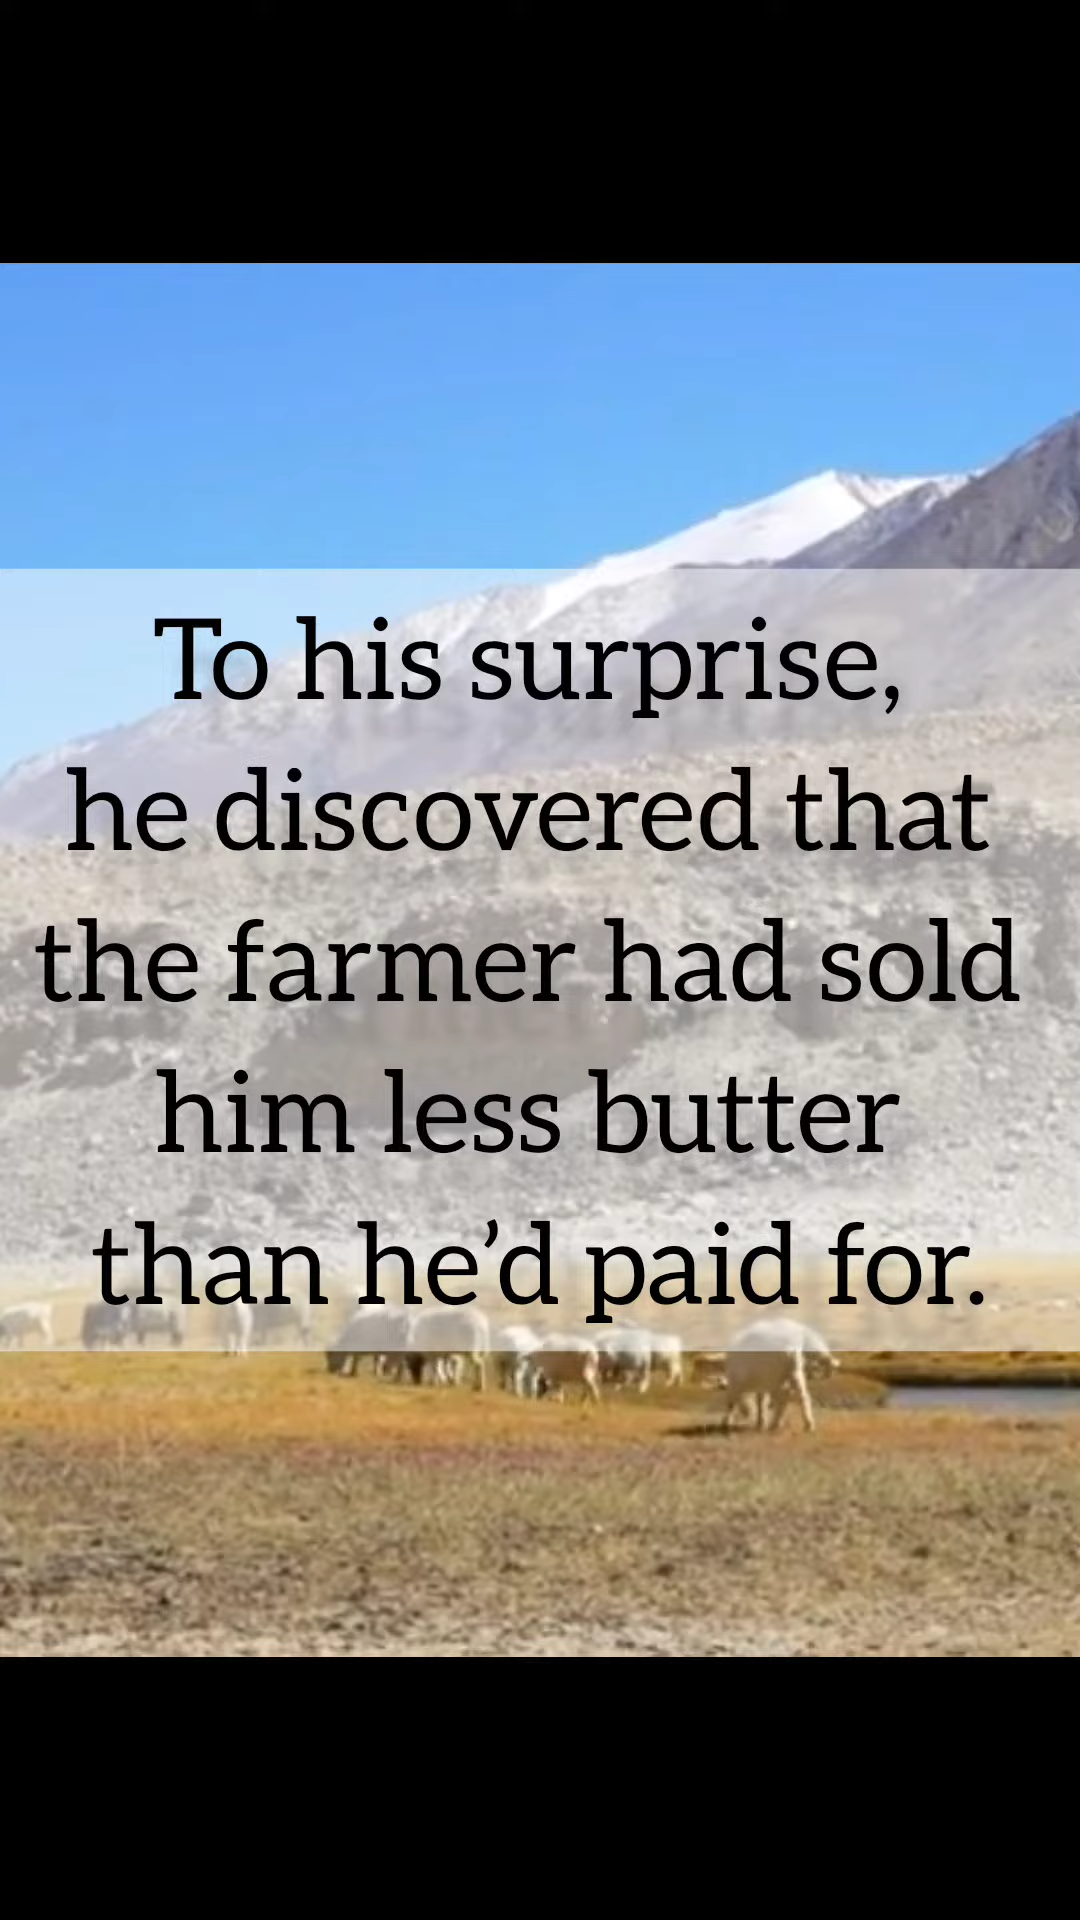 To his surprise,
he discovered that
the farmer had sold
him less butter
than he’d paid for.